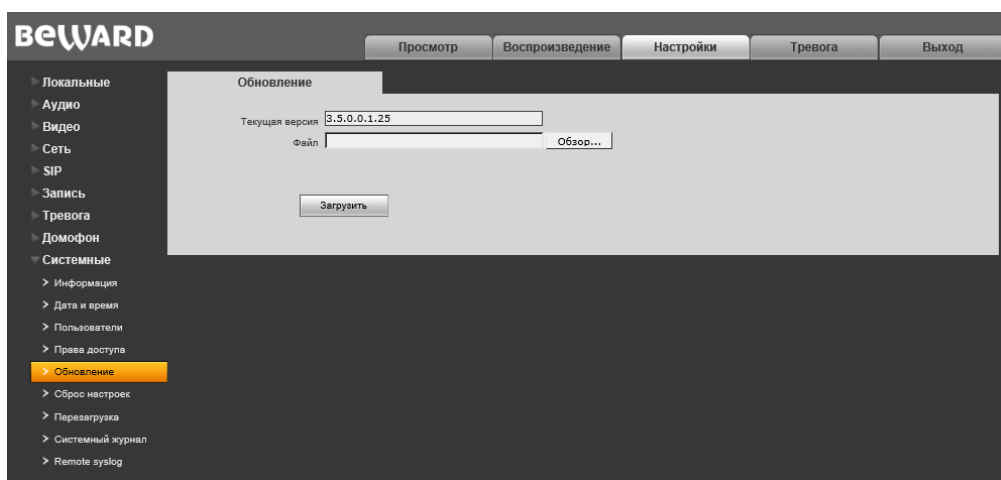 BEWARD
Просмотр Воспроизведение Настройки Тревога Выход
Локальные
Аудио
Видео
Сеть
SIP
Запись
Тревога
Домофон
Системные
Информация
Дата и время
Пользователи
Права доступа
Обновление
Сброс настроек
Перезагрузка
Системный журнал
Remote syslog
Обновление
Текущая версия 3.5.0.0.1.25
Файл Обзор...
Загрузить